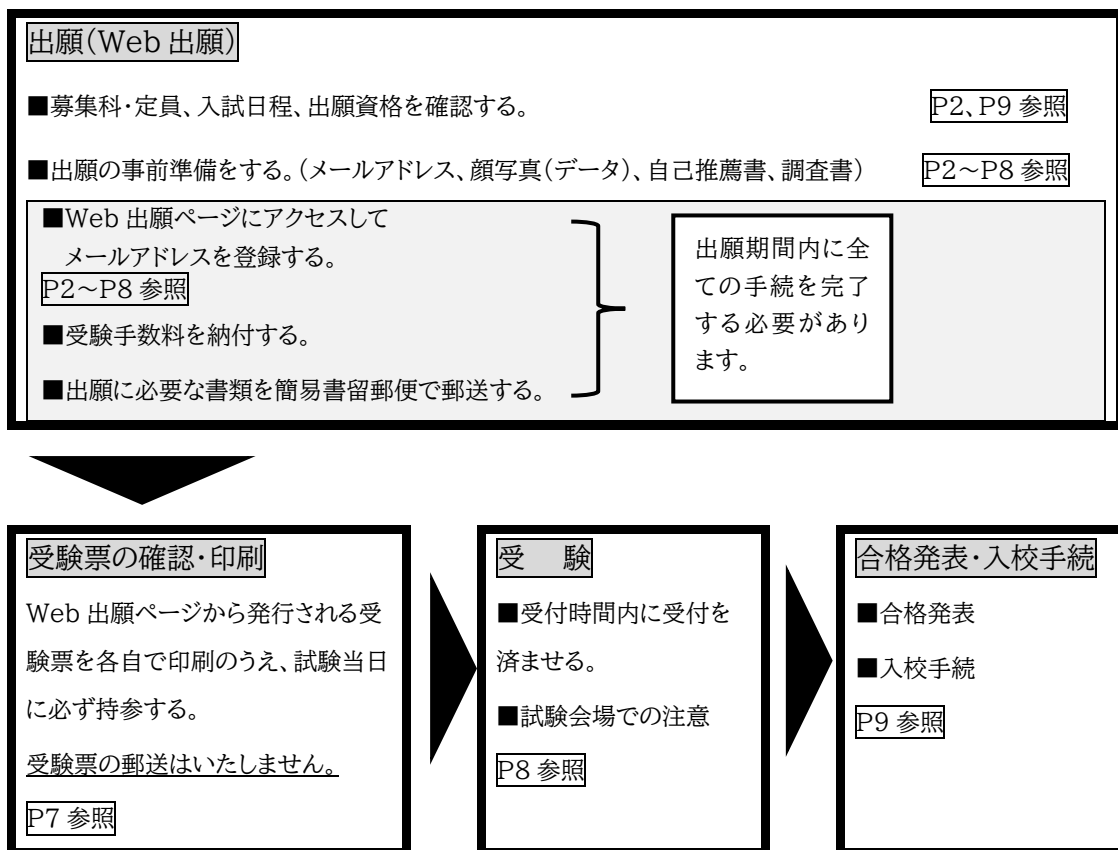 出願(Web 出願)
■募集科・定員、入試日程、出願資格を確認する。 P2、P9 参照
■出願の事前準備をする。(メールアドレス、顔写真(データ)、自己推薦書、調査書) P2～P8 参照
■Web 出願ページにアクセスして
メールアドレスを登録する。
P2～P8 参照
■受験手数料を納付する。
■出願に必要な書類を簡易書留郵便で郵送する。
出願期間内に全
ての手続を完了
する必要があり
ます。
受験票の確認・印刷
Web 出願ページから発行される受
験票を各自で印刷のうえ、試験当日
に必ず持参する。
受験票の郵送はいたしません。
P7 参照
受　験
■受付時間内に受付を
済ませる。
■試験会場での注意
P8 参照
合格発表・入校手続
■合格発表
■入校手続
P9 参照